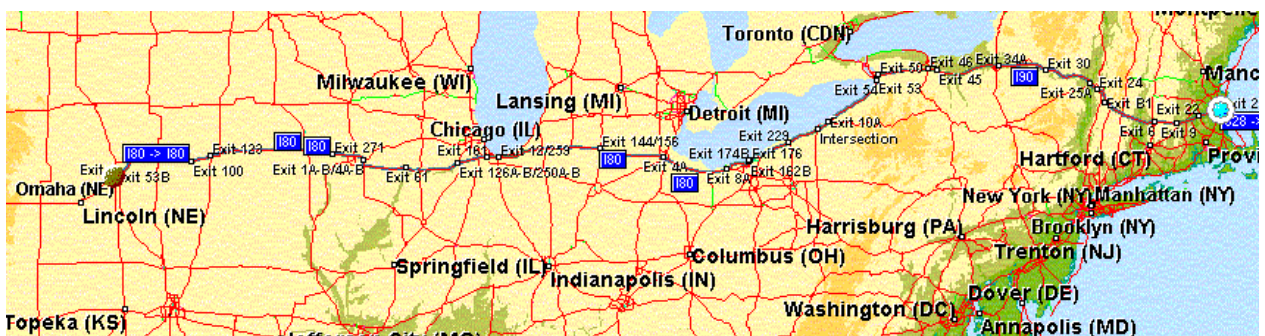 Toronto (CDN)
Milwaukee (WI)
Lansing (MI)
Detroit (MI)
Chicago (IL)
Exit 50
Exit 46
Exit 34A
Exit 30
Exit 45
I90
Exit 54
Exit 53
Exit 25A
Exit 24
Exit B1
Exit 10A
Intersection
Exit 229
Exit 144/156
I80
Exit 174B
Exit 176
Exit 4A
I80
Exit 8A
Exit 162B
Exit 12/259
Exit 161
Exit 126A-B/250A-B
Exit 61
Exit 271
I80
I80
Exit 1A-B/4A-B
Exit 123
I80 -> I80
Exit 100
Exit 53B
Exit
Omaha (NE)
Lincoln (NE)
Exit 6
Exit 9
Hartford (CT)
New York (NY)
Manhattan (NY)
Brooklyn (NY)
Harrisburg (PA)
Trenton (NJ)
Columbus (OH)
Springfield (IL)
Indianapolis (IN)
Dover (DE)
Washington (DC)
Annapolis (MD)
Topeka (KS)